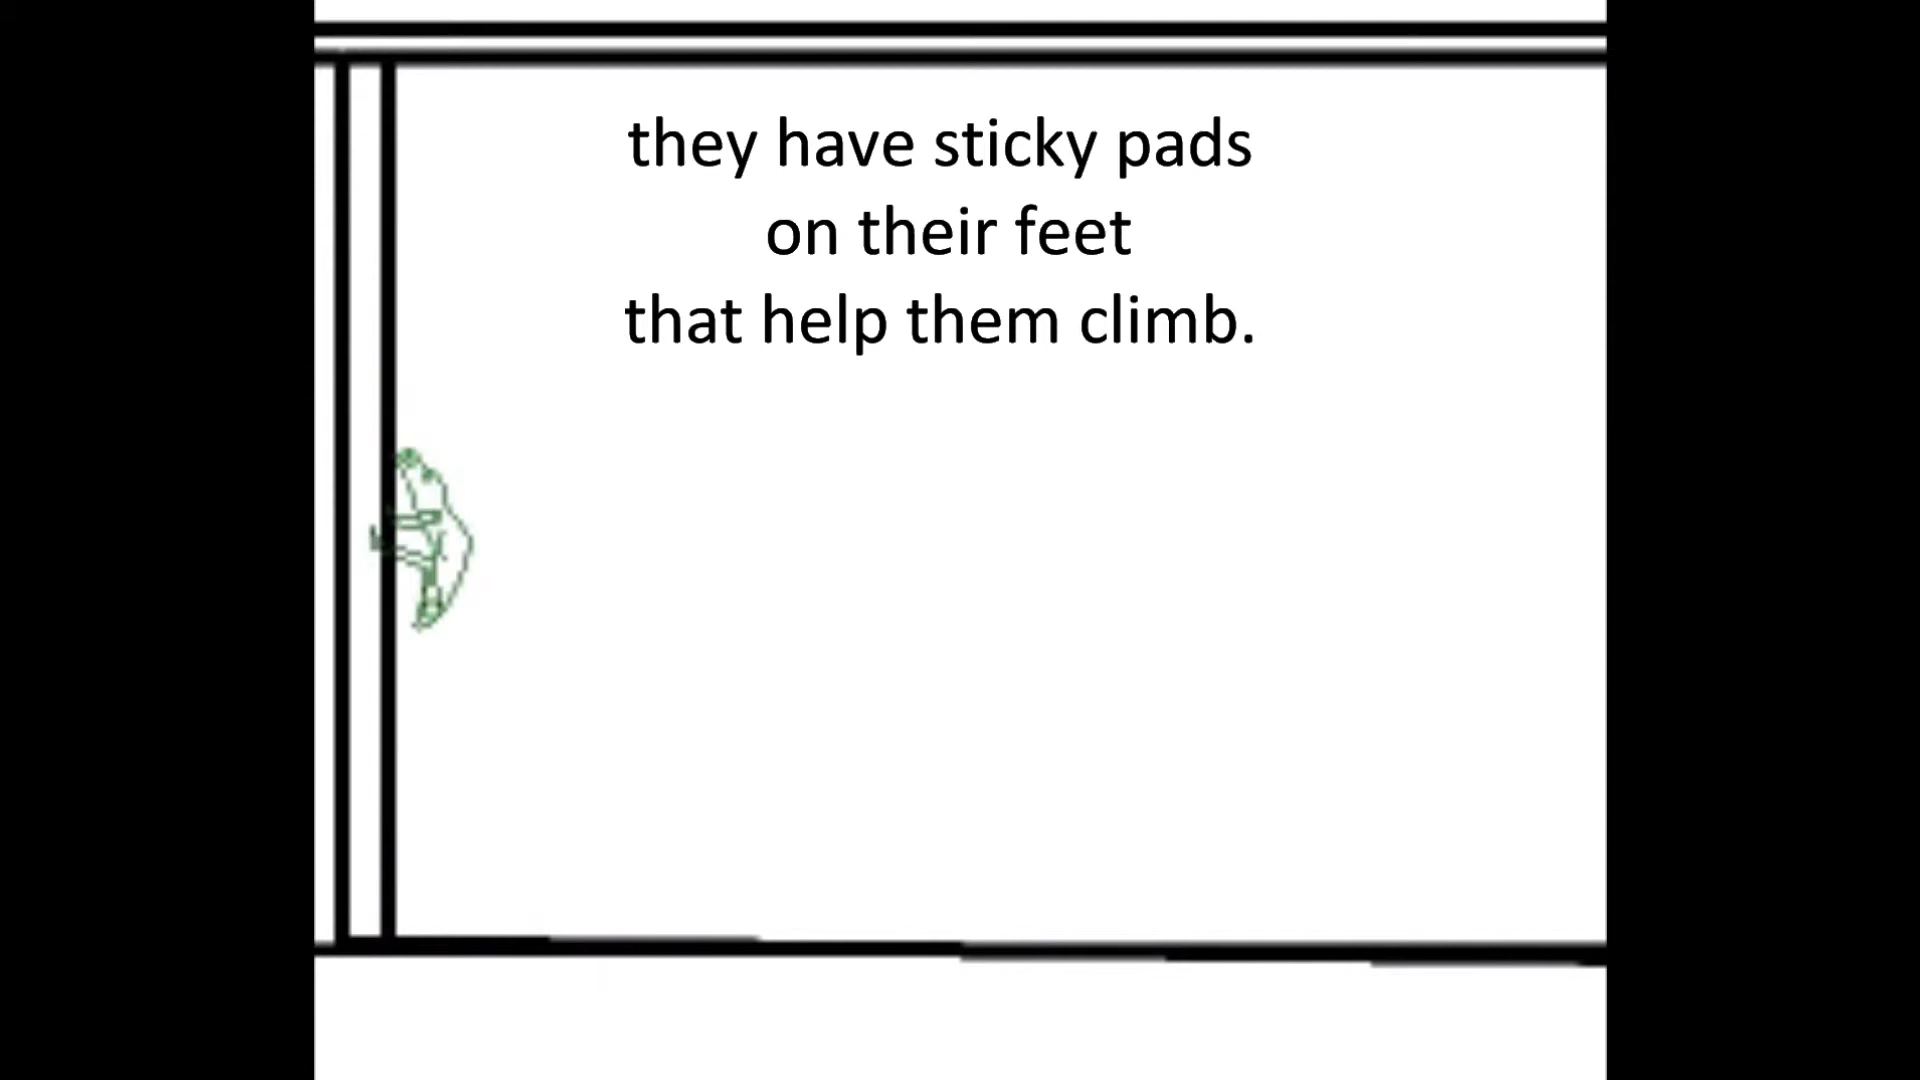 they have sticky pads
on their feet
that help them climb.